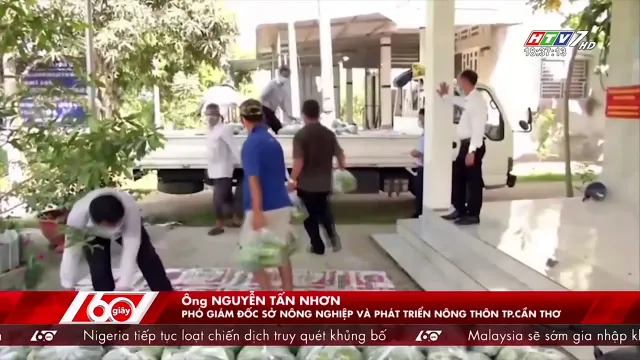 HTV7 HD
18:37:13
60 giây
Ông NGUYỄN TẤN NHƠN
PHÓ GIÁM ĐỐC SỞ NÔNG NGHIỆP VÀ PHÁT TRIỂN NÔNG THÔN TP.CẦN THƠ
60 Nigeria tiếp tục loạt chiến dịch truy quét khủng bố 60 Malaysia sẽ sớm gia nhập k